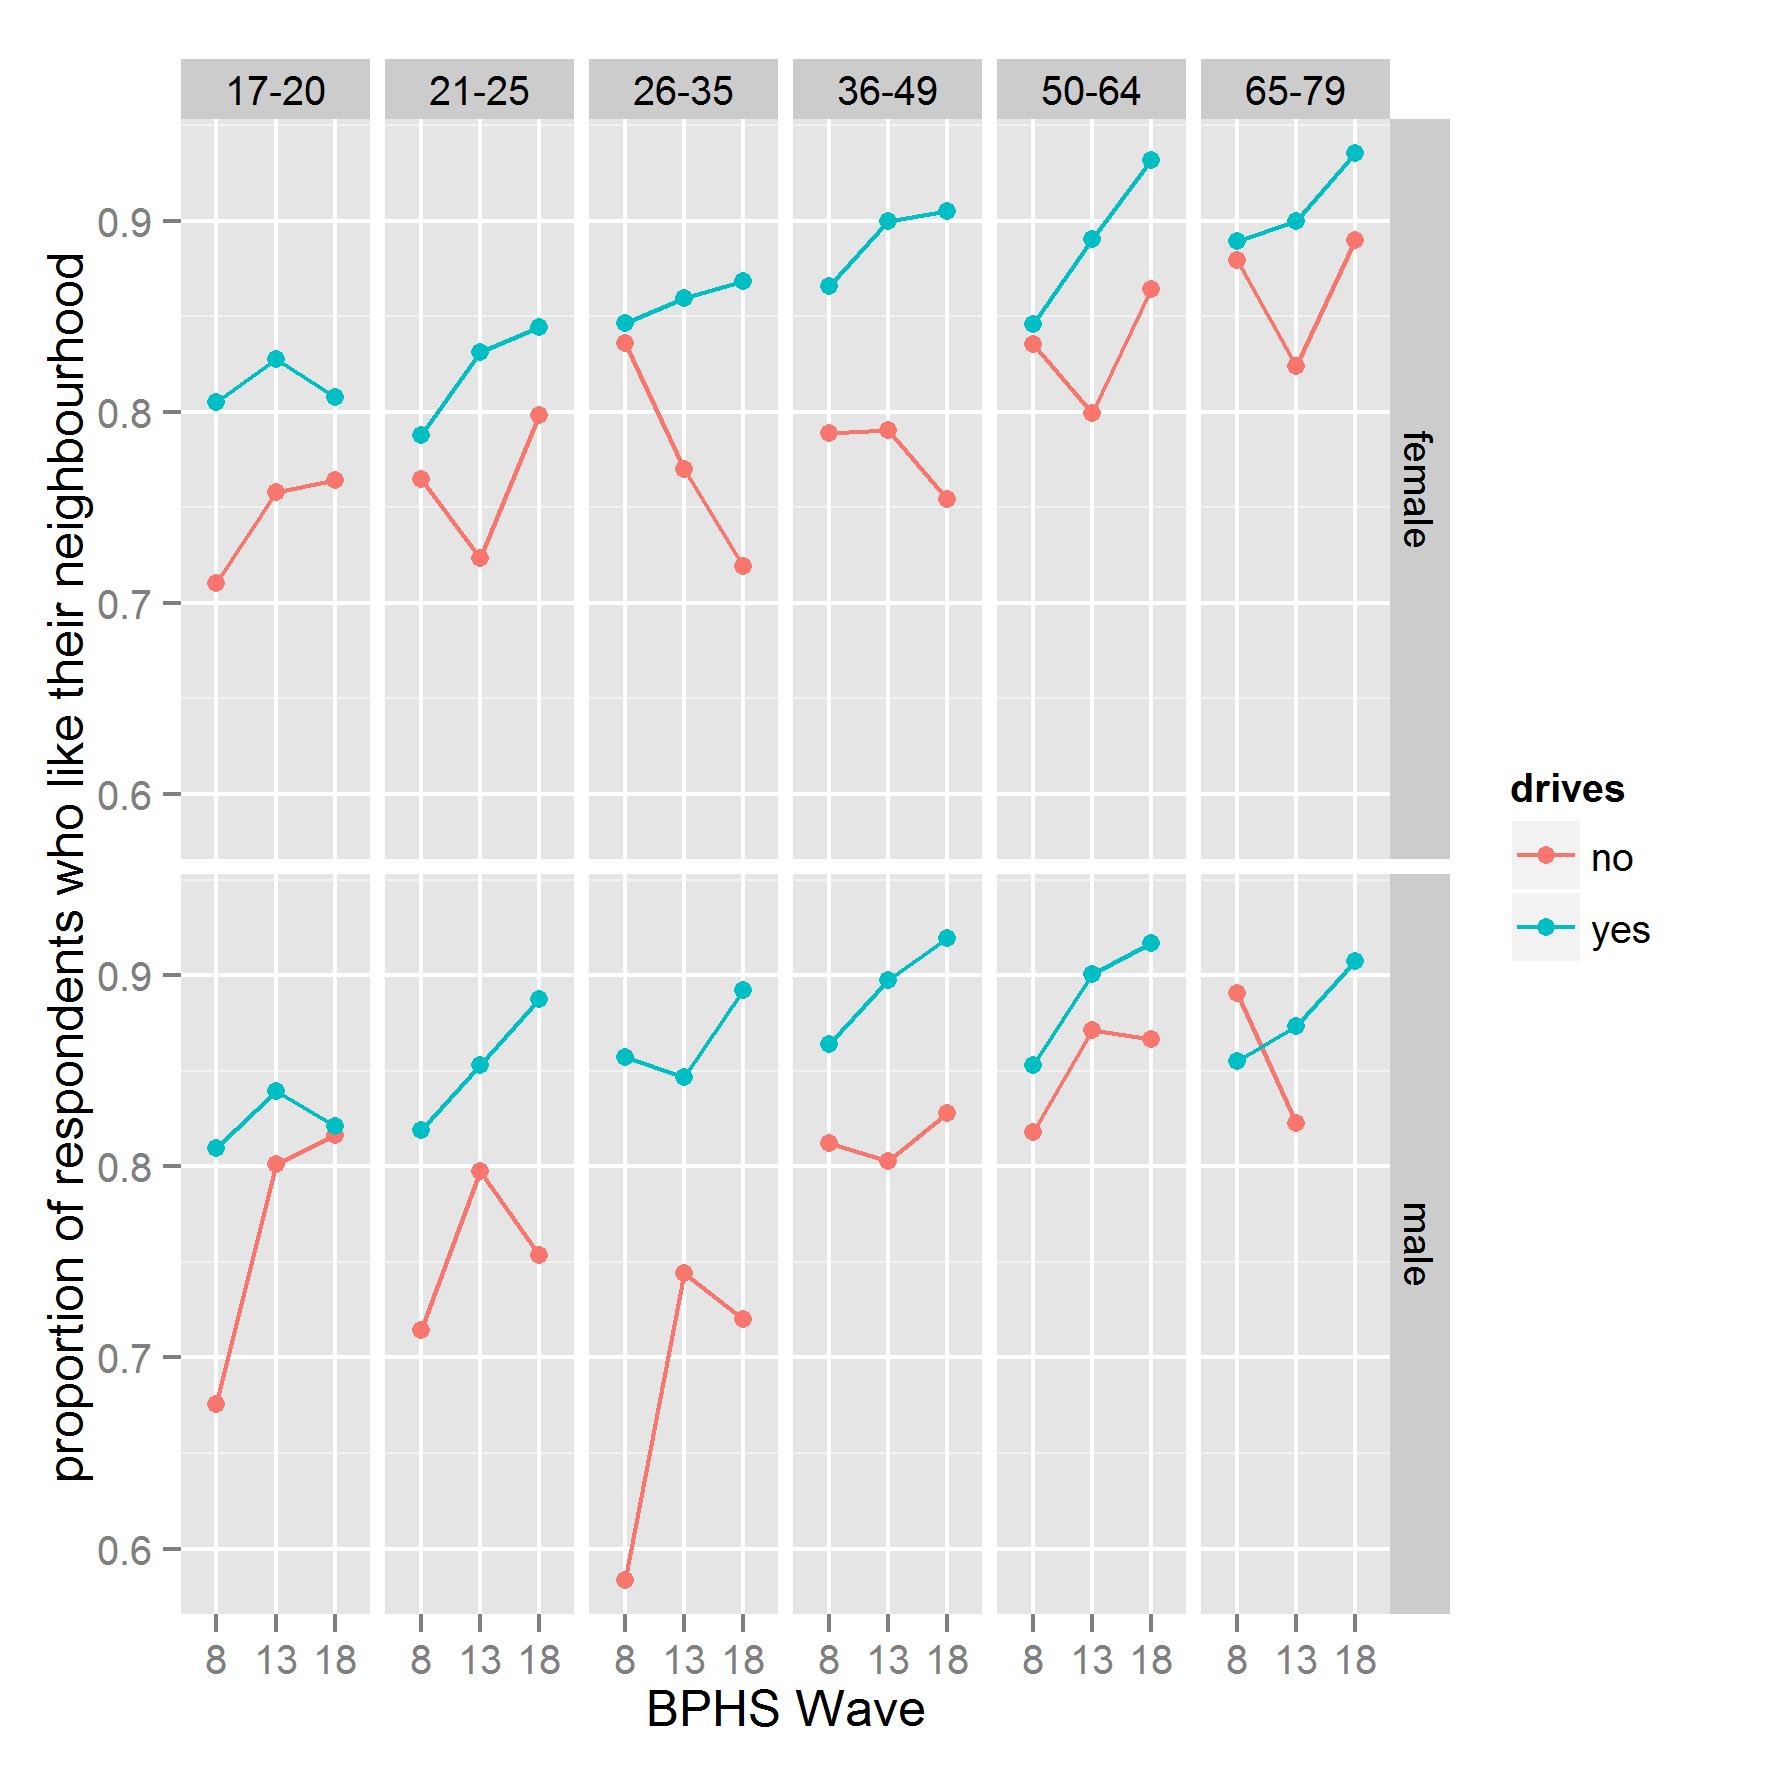 17-20 21-25 26-35 36-49 50-64 65-79
proportion of respondents who like their neighbourhood
0.9
0.8
0.7
0.6
female
0.9
0.8
0.7
0.6
male
8 13 18 8 13 18 8 13 18 8 13 18 8 13 18 8 13 18
BPHS Wave
drives
no
yes